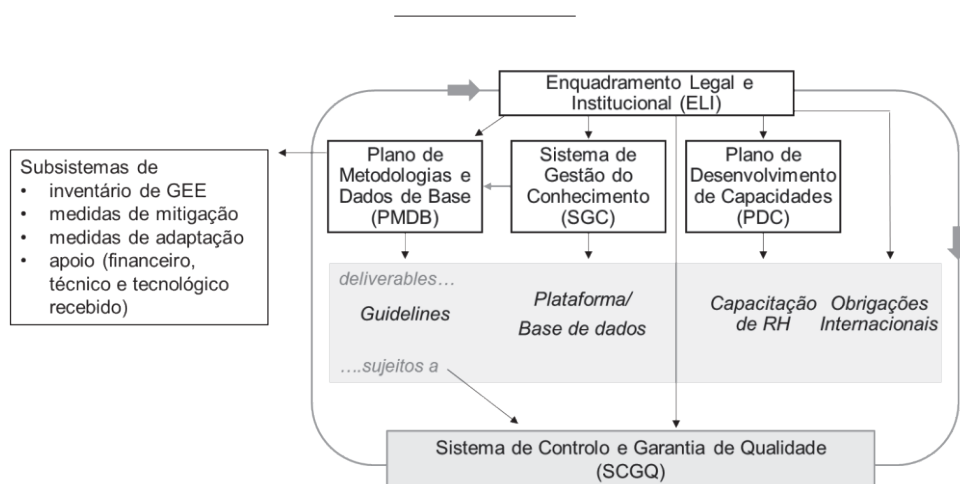 Enquadramento Legal e
Institucional (ELI)
Subsistemas de
• inventário de GEE
• medidas de mitigação
• medidas de adaptação
• apoio (financeiro,
técnico e tecnológico
recebido)
Plano de
Metodologias e
Dados de Base
(PMDB)
Sistema de
Gestão do
Conhecimento
(SGC)
Plano de
Desenvolvimento
de Capacidades
(PDC)
deliverables…
Guidelines
Plataforma/
Base de dados
Capacitação
de RH
Obrigações
Internacionais
….sujeitos a
Sistema de Controlo e Garantia de Qualidade
(SCGQ)